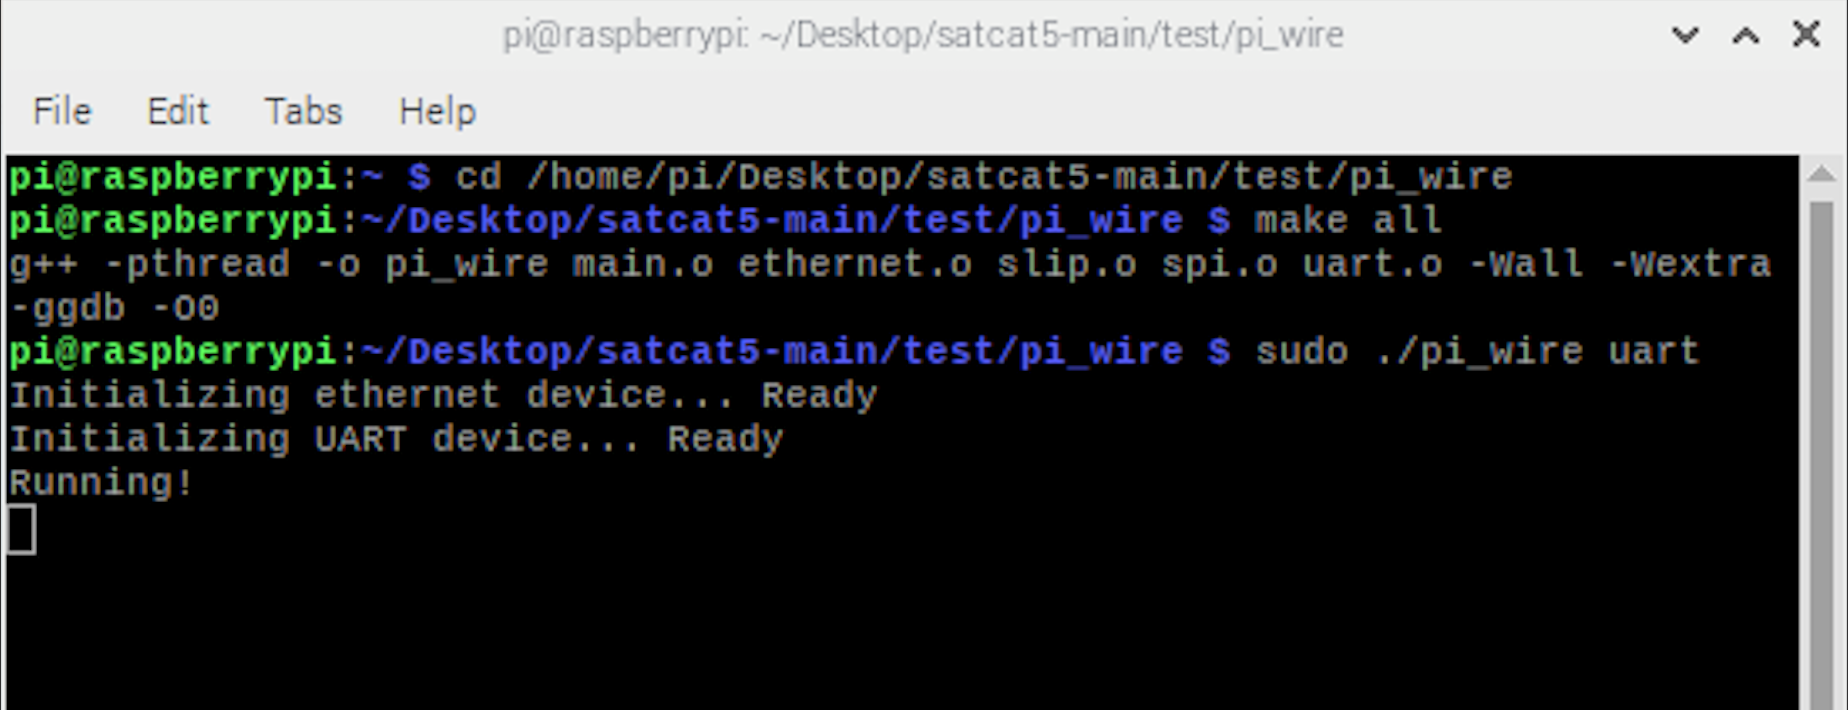 pi@raspberrypi: ~/Desktop/satcat5-main/test/pi_wire
File Edit Tabs Help
pi@raspberrypi:~ $ cd /home/pi/Desktop/satcat5-main/test/pi_wire
pi@raspberrypi:~/Desktop/satcat5-main/test/pi_wire $ make all
g++ -pthread -o pi_wire main.o ethernet.o slip.o spi.o uart.o -Wall -Wextra
-ggdb -O0
pi@raspberrypi:~/Desktop/satcat5-main/test/pi_wire $ sudo ./pi_wire uart
Initializing ethernet device... Ready
Initializing UART device... Ready
Running!